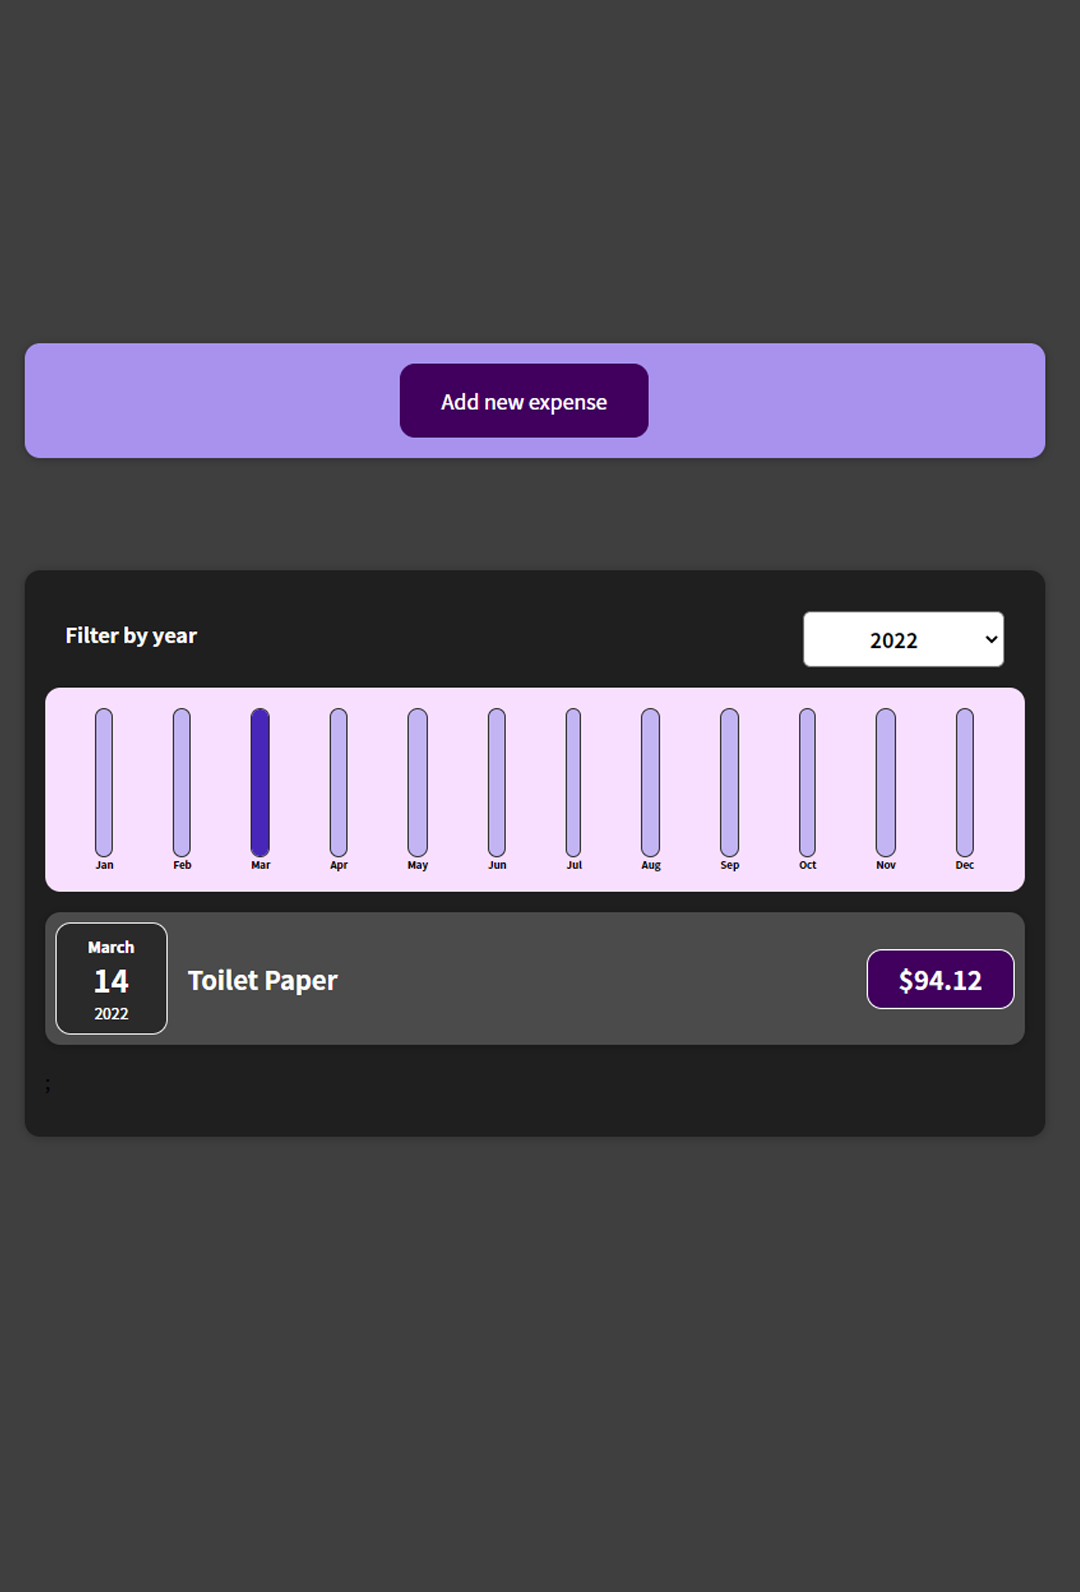 Add new expense
Filter by year
2022
Jan Feb Mar Apr May Jun Jul Aug Sep Oct Nov Dec
March
14
2022
Toilet Paper
$94.12
;